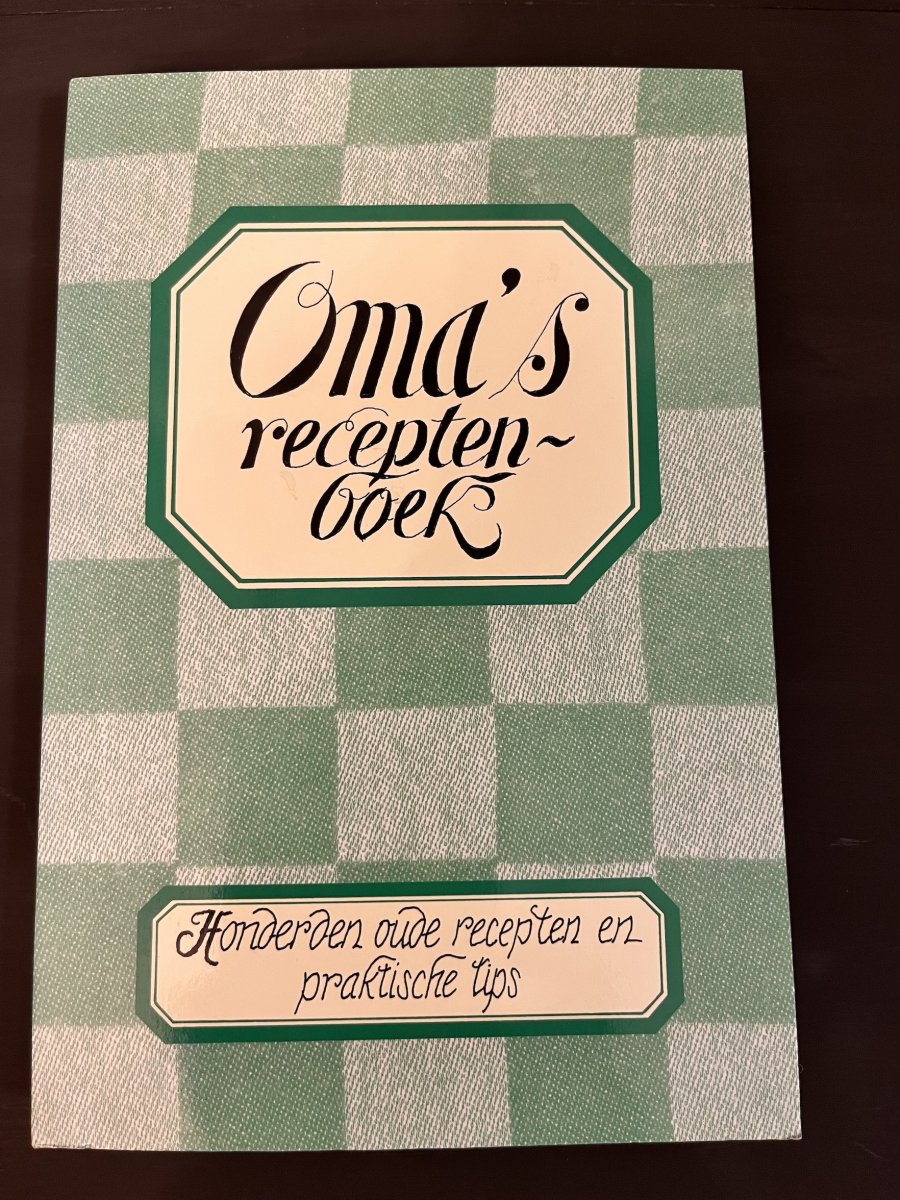 Oma's
recepten~
boek
Honderden oude recepten en
praktische tips